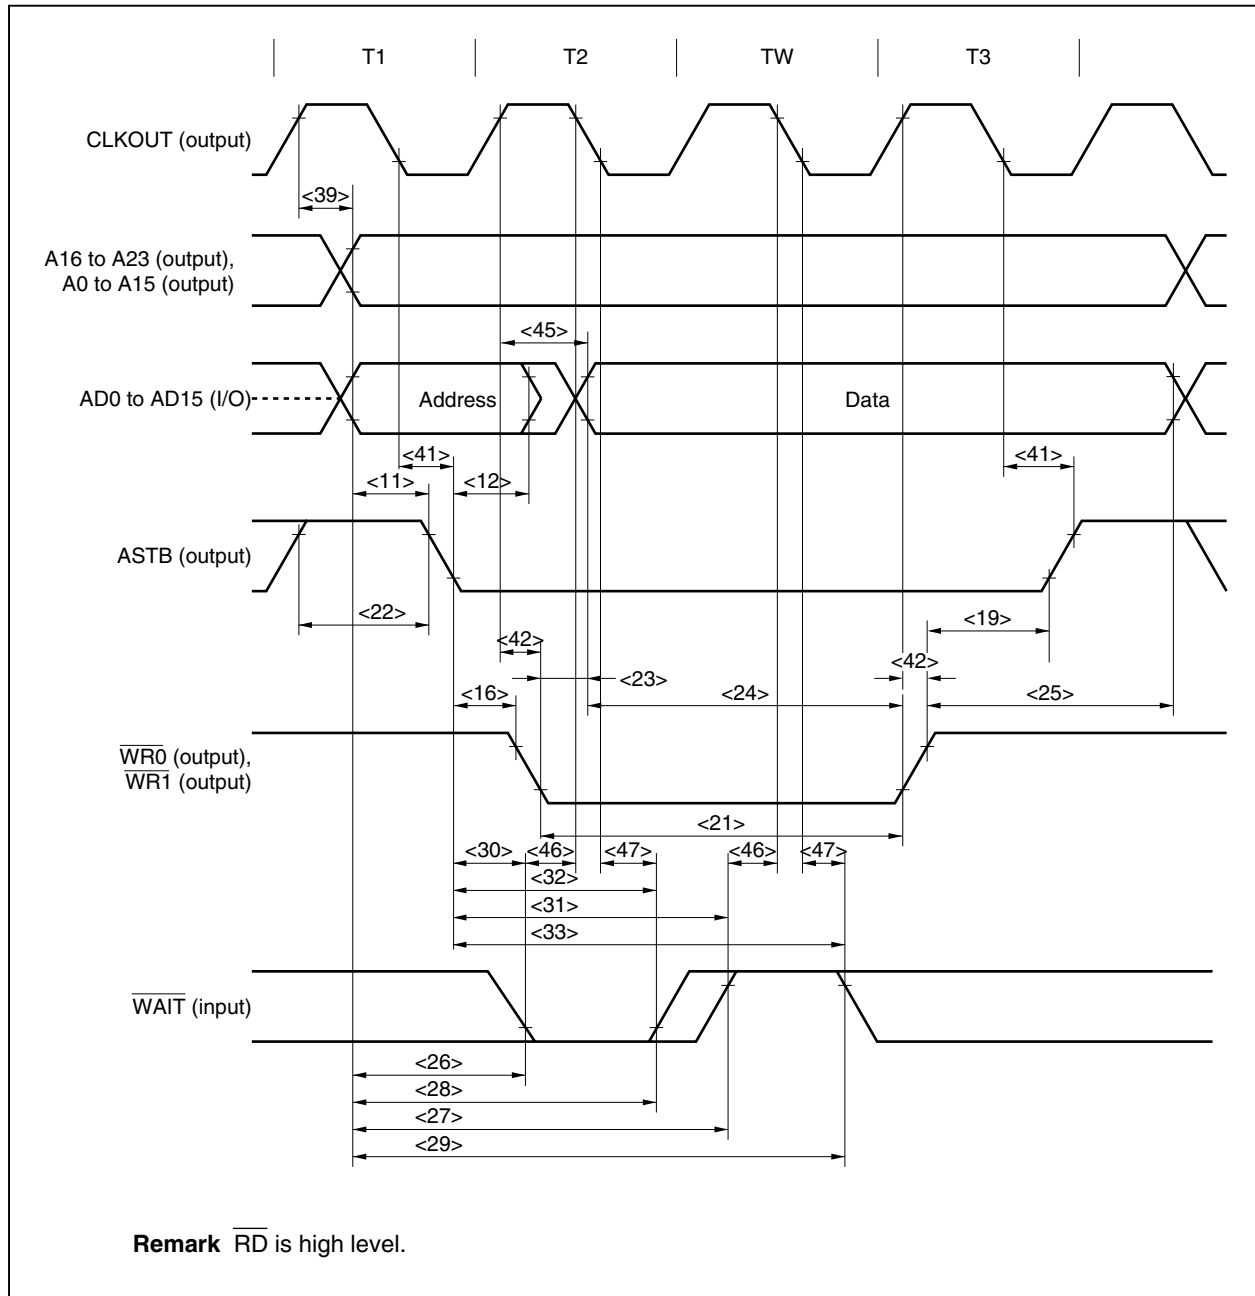 T1 T2 TW T3
CLKOUT (output)
<39>
A16 to A23 (output),
A0 to A15 (output)
<45>
AD0 to AD15 (I/O) Address Data
<41> <41>
<11> <12>
ASTB (output)
<22> <19>
<42> <42>
<23>
<16> <24> <25>
WR0 (output),
WR1 (output)
<21>
<30> <46> <47> <46> <47>
<32>
<31>
<33>
WAIT (input)
<26>
<28>
<27>
<29>
Remark RD is high level.